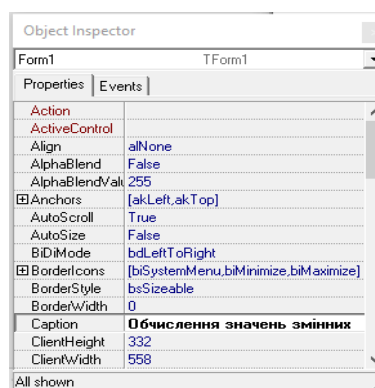 Object Inspector
Form1 TForm1
Properties Events
Action
ActiveControl
Align alNone
AlphaBlend False
AlphaBlendValu 255
Anchors [akLeft,akTop]
AutoScroll True
AutoSize False
BiDiMode bdLeftToRight
BorderIcons [biSystemMenu,biMinimize,biMaximize]
BorderStyle bsSizeable
BorderWidth 0
Caption Обчислення значень змінних
ClientHeight 332
ClientWidth 558
All shown